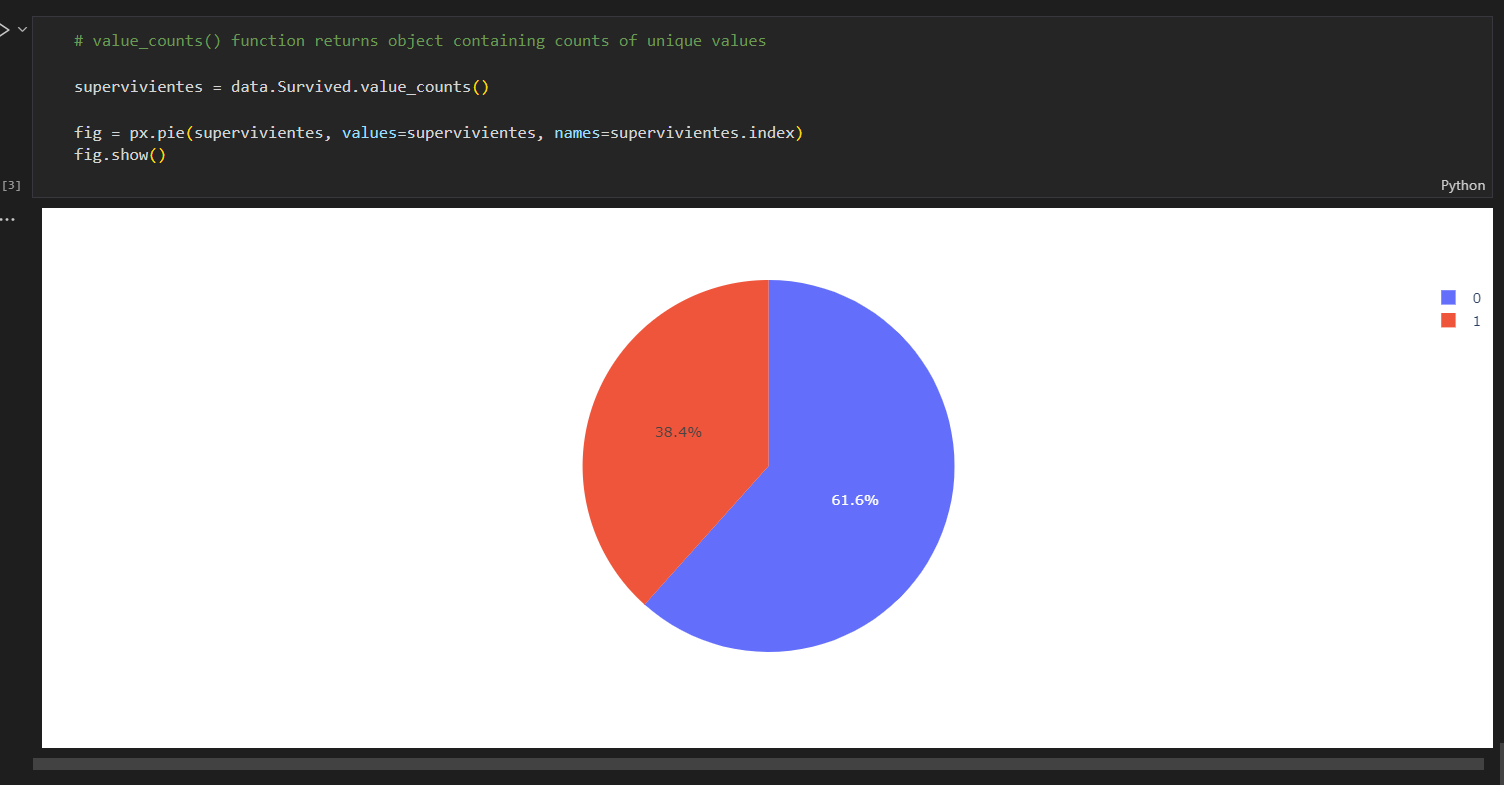 # value_counts() function returns object containing counts of unique values
supervivientes = data.Survived.value_counts()
fig = px.pie(supervivientes, values=supervivientes, names=supervivientes.index)
fig.show()
[3]
Python
...
0
1
38.4%
61.6%